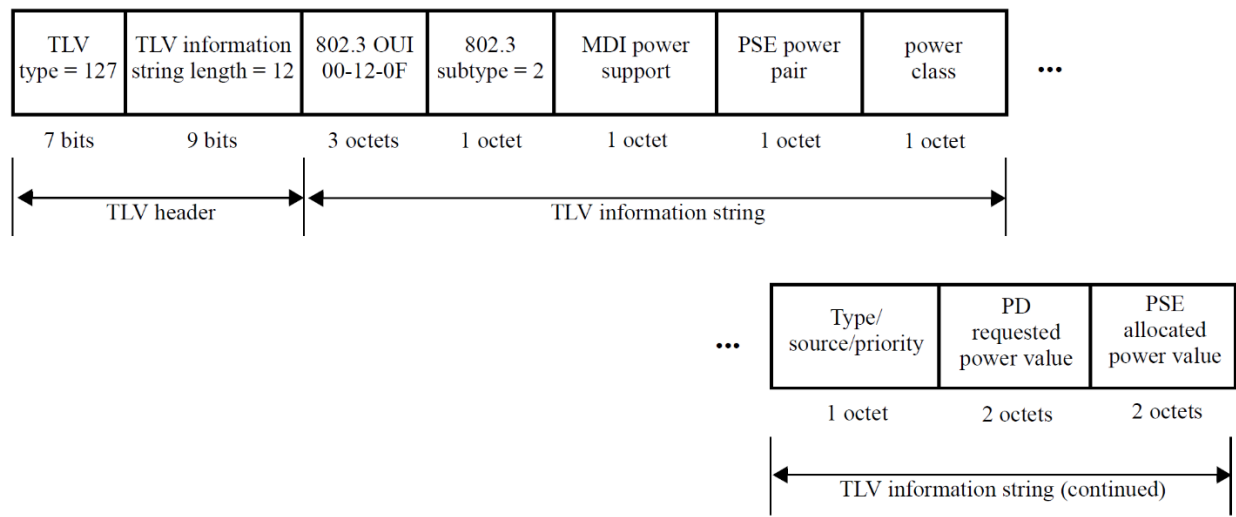 TLV
type = 127
TLV information
string length = 12
802.3 OUI
00-12-0F
802.3
subtype = 2
MDI power
support
PSE power
pair
power
class
...
7 bits
9 bits
3 octets
1 octet
1 octet
1 octet
1 octet
TLV header
TLV information string
...
Type/
source/priority
PD
requested
power value
PSE
allocated
power value
1 octet
2 octets
2 octets
TLV information string (continued)